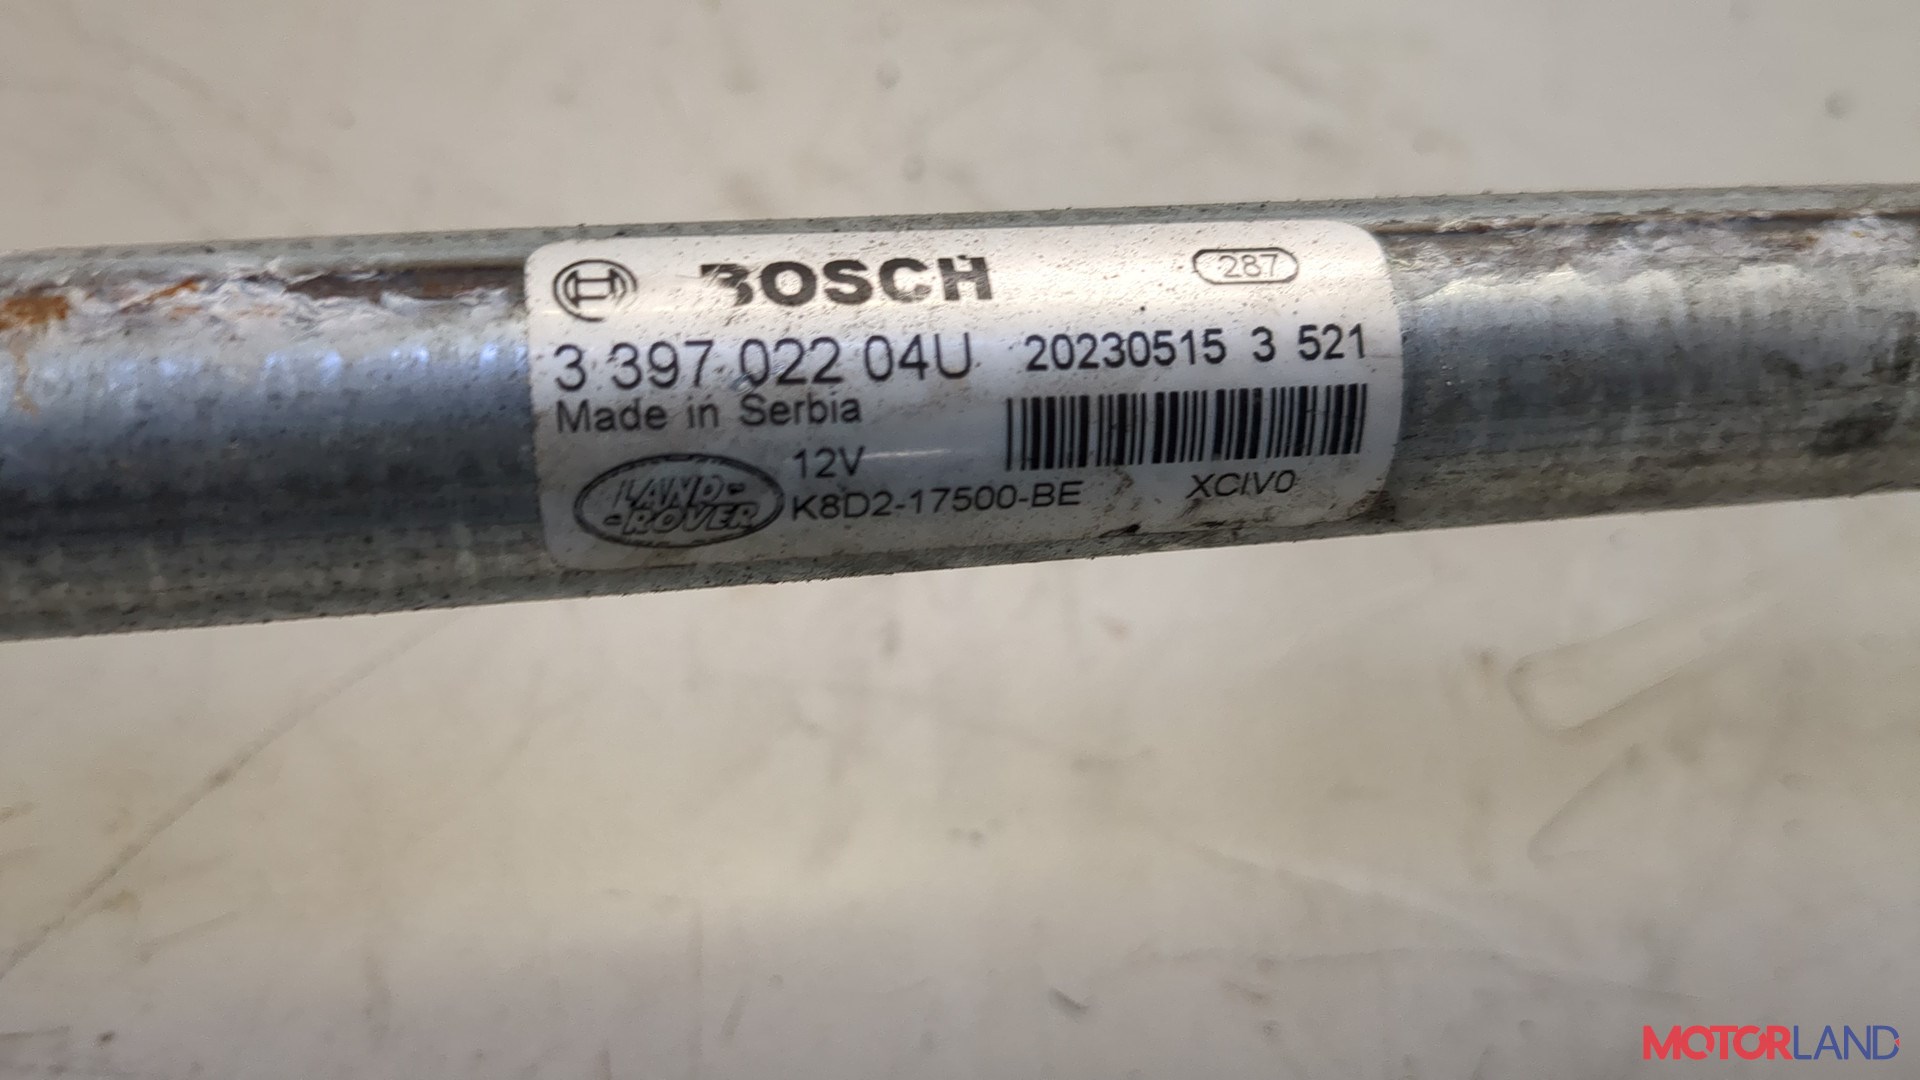 BOSCH 287
3 397 022 04U 20230515 3 521
Made in Serbia
12V
LAND-
-ROVER
K8D2-17500-BE XCIV0
MOTORLAND